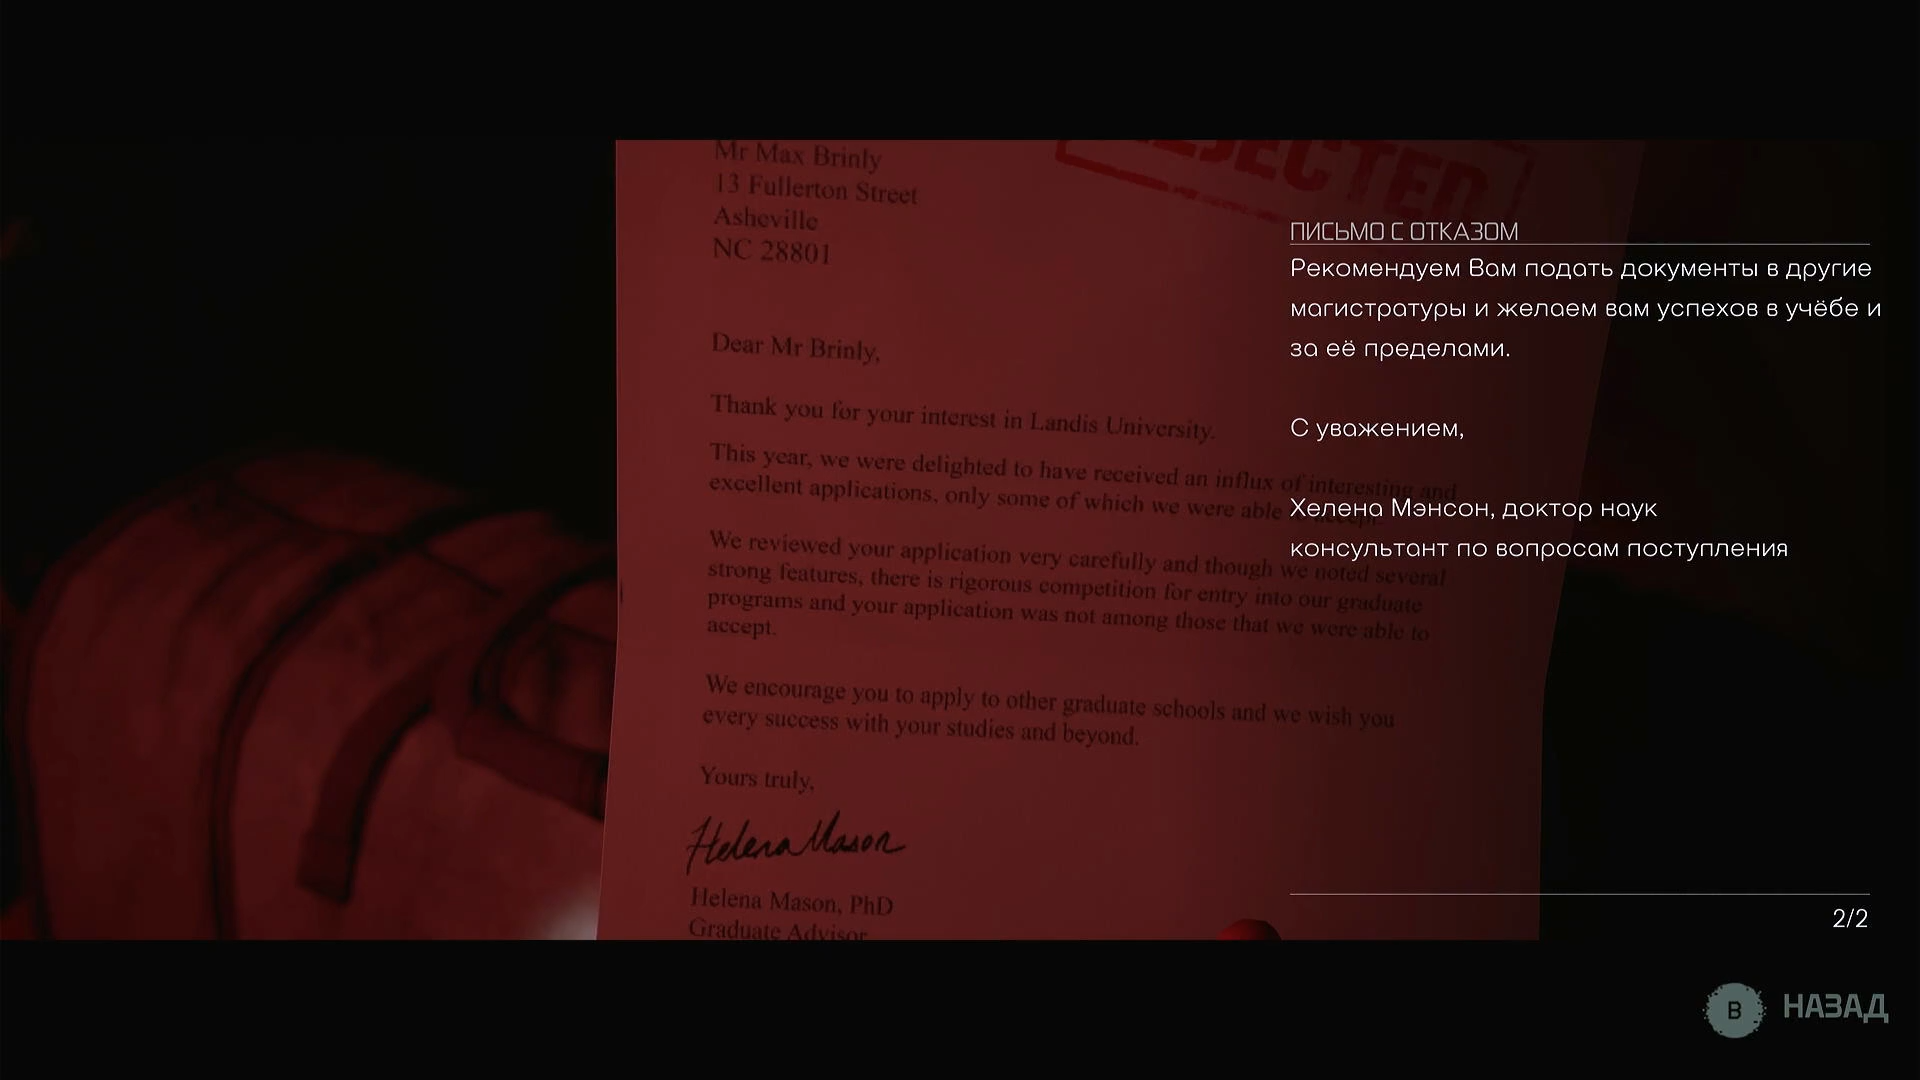 Mr Max Brinly
13 Fullerton Street
Asheville
NC 28801
REJECTED
Dear Mr Brinly,
Thank you for your interest in Landis University.
This year, we were delighted to have received an influx of interesting and
excellent applications, only some of which we were able to accept.
We reviewed your application very carefully and though we noted several
strong features, there is rigorous competition for entry into our graduate
programs and your application was not among those that we were able to
accept.
We encourage you to apply to other graduate schools and we wish you
every success with your studies and beyond.
Yours truly,
Helena Mason
Helena Mason, PhD
Graduate Advisor
ПИСЬМО С ОТКАЗОМ
Рекомендуем Вам подать документы в другие
магистратуры и желаем вам успехов в учёбе и
за её пределами.
С уважением,
Хелена Мэнсон, доктор наук
консультант по вопросам поступления
2/2
B НАЗАД